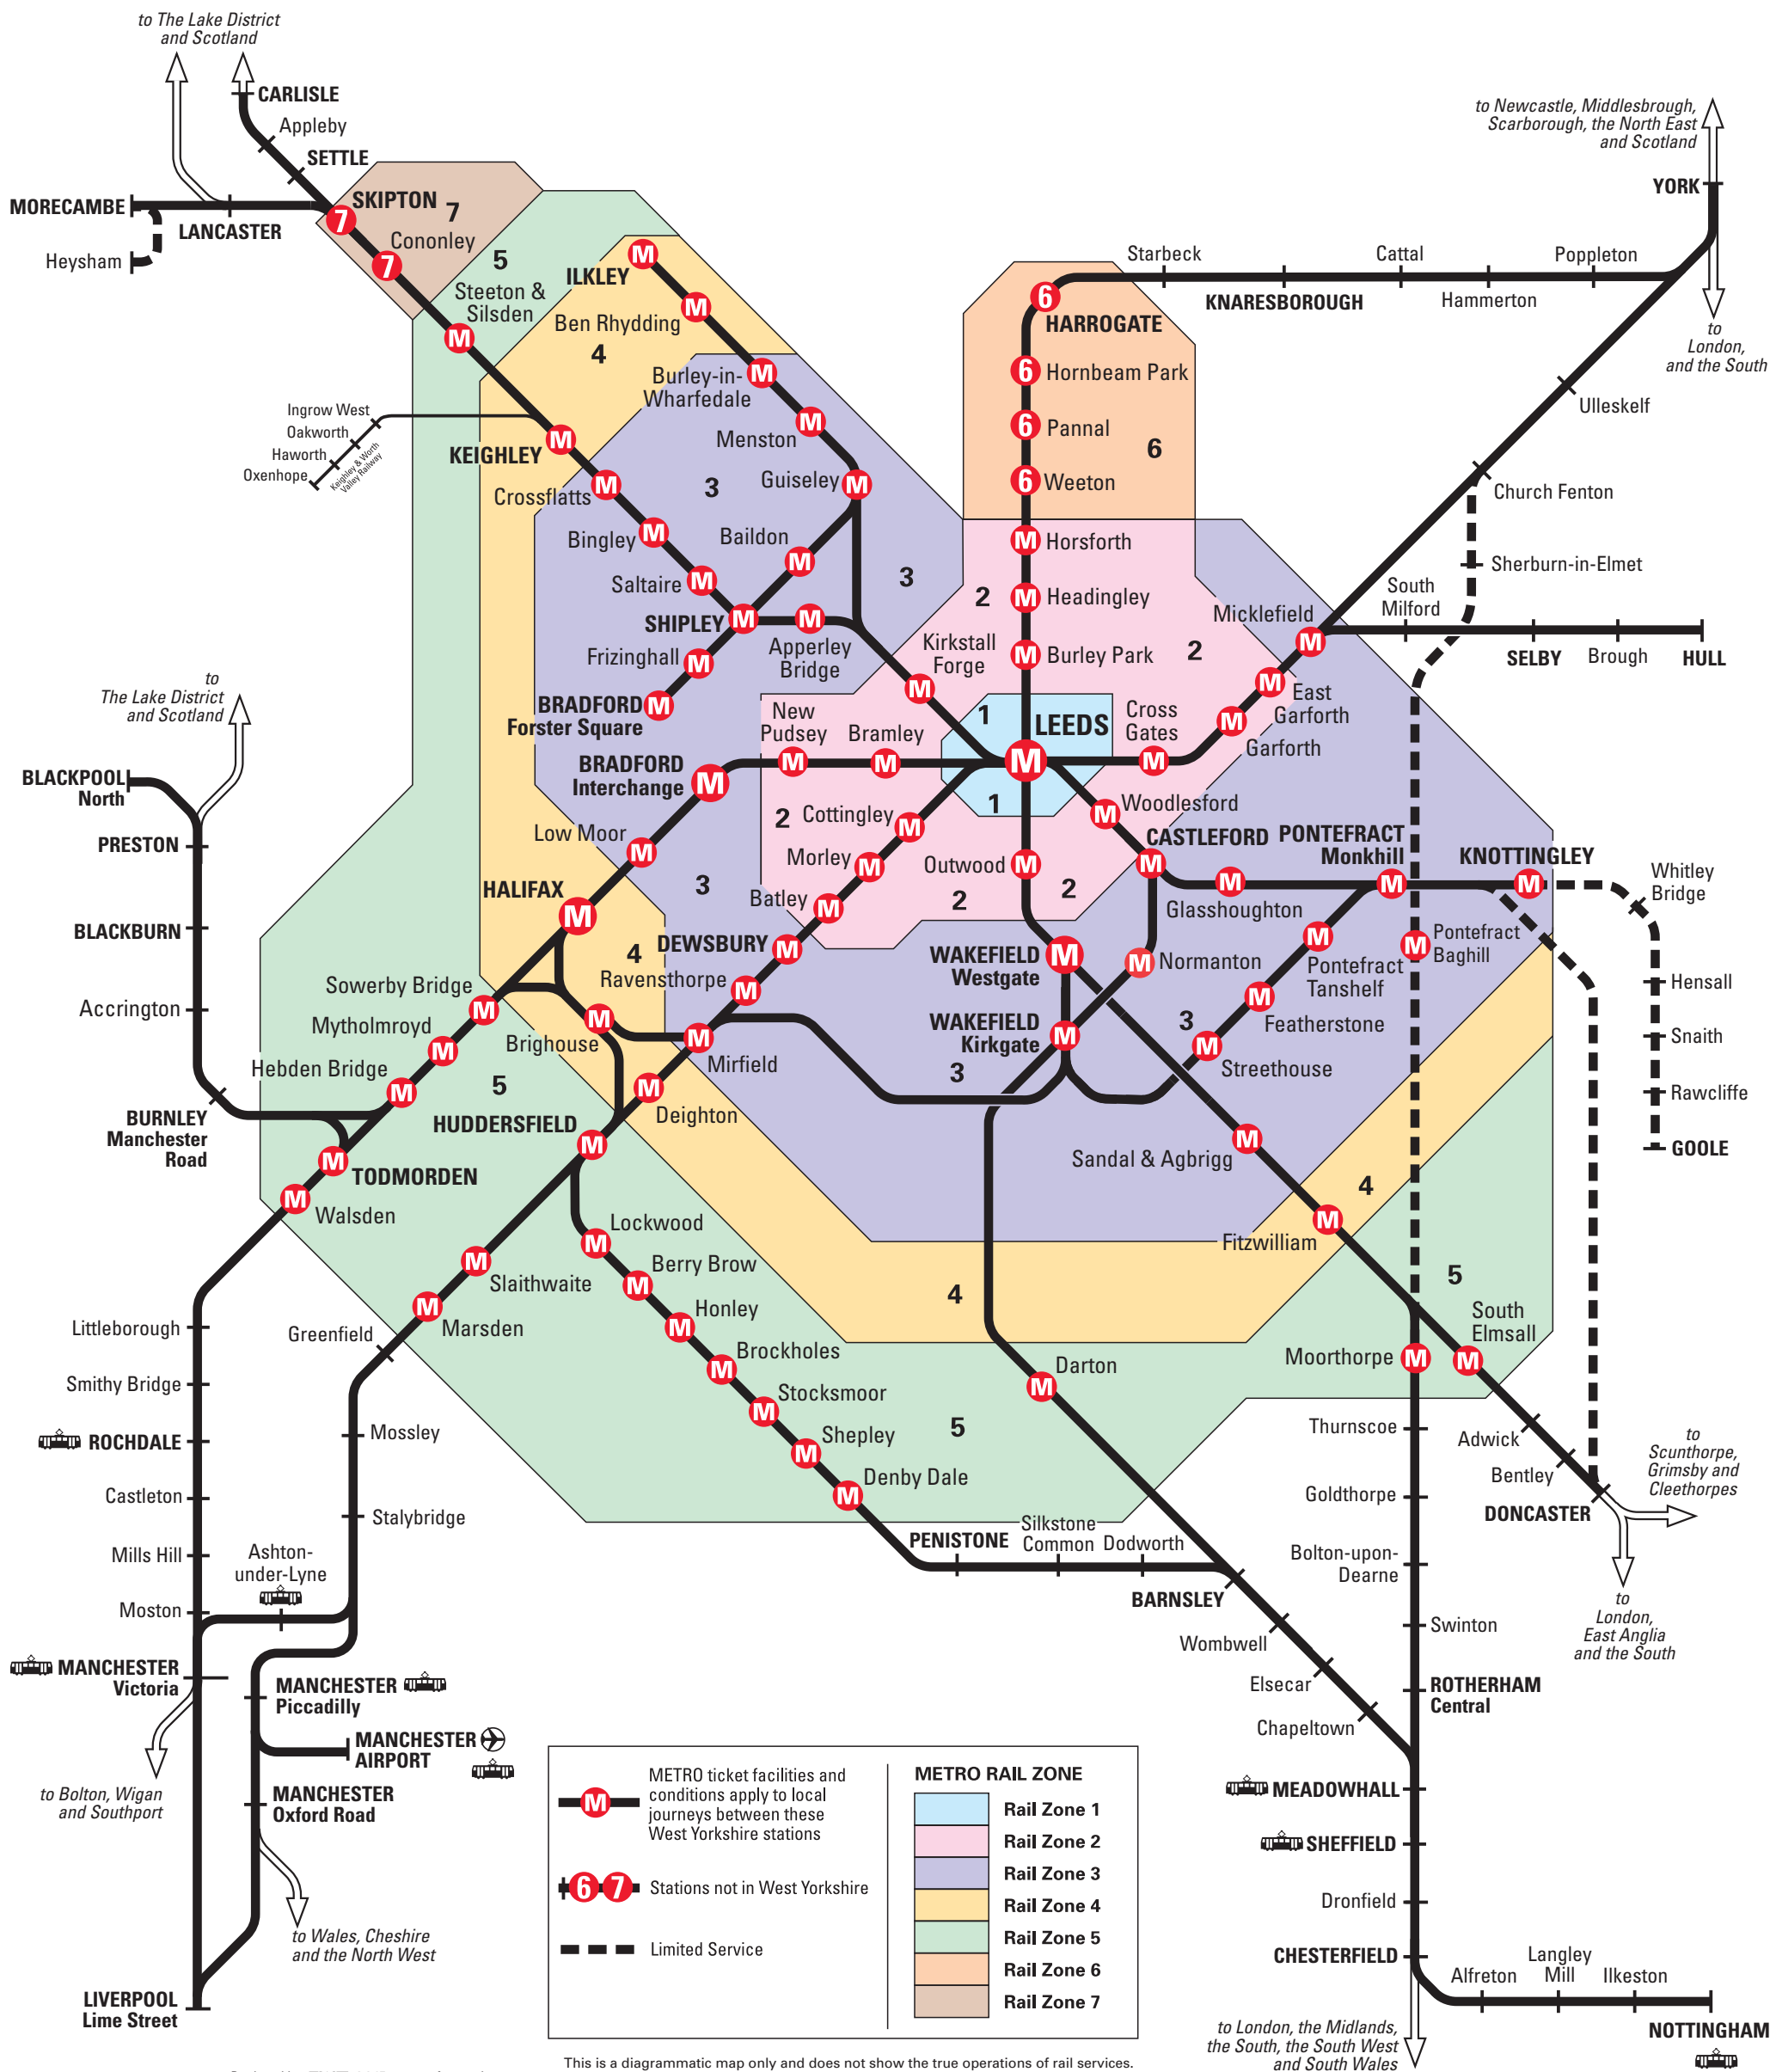 to The Lake District
and Scotland
CARLISLE
Appleby
SETTLE
MORECAMBE
LANCASTER
Heysham
SKIPTON
7
7
Cononley
7
5
Steeton &
Silsden
M
ILKLEY
M
Ben Rhydding
M
4
Burley-in-
Wharfedale
M
Menston
M
Guiseley
M
3
Ingrow West
Oakworth
Haworth
Oxenhope
Keighley & Worth
Valley Railway
KEIGHLEY
M
Crossflatts
M
Bingley
M
Saltaire
M
Baildon
M
SHIPLEY
M
M
Apperley
Bridge
3
Frizinghall
M
BRADFORD
Forster Square
M
Kirkstall
Forge
M
HARROGATE
6
Hornbeam Park
6
Pannal
6
6
Weeton
6
Horsforth
M
2
Headingley
M
Burley Park
M
2
Starbeck
KNARESBOROUGH
Cattal
Hammerton
Poppleton
to Newcastle, Middlesbrough,
Scarborough, the North East
and Scotland
YORK
to
London,
and the South
Ulleskelf
Church Fenton
Sherburn-in-Elmet
South
Milford
Micklefield
M
SELBY
Brough
HULL
East
Garforth
M
Garforth
M
Cross
Gates
M
1
LEEDS
M
1
New
Pudsey
M
Bramley
M
BRADFORD
Interchange
M
2
Cottingley
M
Low Moor
M
Morley
M
3
Batley
M
Outwood
M
2
2
Woodlesford
M
CASTLEFORD
M
Glasshoughton
M
PONTEFRACT
Monkhill
M
KNOTTINGLEY
M
Whitley
Bridge
Hensall
Snaith
Rawcliffe
GOOLE
Pontefract
Baghill
M
Pontefract
Tanshelf
M
Featherstone
M
3
Streethouse
M
Normanton
M
WAKEFIELD
Westgate
M
WAKEFIELD
Kirkgate
M
3
Sandal & Agbrigg
M
Fitzwilliam
M
4
5
South
Elmsall
M
Moorthorpe
M
to
The Lake District
and Scotland
BLACKPOOL
North
PRESTON
BLACKBURN
Accrington
BURNLEY
Manchester
Road
HALIFAX
M
4
DEWSBURY
M
Ravensthorpe
M
Sowerby Bridge
M
Mytholmroyd
M
Hebden Bridge
M
Brighouse
M
Mirfield
M
5
Deighton
M
HUDDERSFIELD
M
TODMORDEN
M
Walsden
M
Lockwood
M
Berry Brow
M
Honley
M
Brockholes
M
Stocksmoor
M
Shepley
M
Denby Dale
M
Slaithwaite
M
Marsden
M
4
5
Darton
M
Greenfield
Mossley
Stalybridge
Ashton-
under-Lyne
Littleborough
Smithy Bridge
ROCHDALE
Castleton
Mills Hill
Moston
MANCHESTER
Victoria
to Bolton, Wigan
and Southport
MANCHESTER
Piccadilly
MANCHESTER
AIRPORT
MANCHESTER
Oxford Road
to Wales, Cheshire
and the North West
LIVERPOOL
Lime Street
PENISTONE
Silkstone
Common
Dodworth
BARNSLEY
Wombwell
Elsecar
Chapeltown
Thurnscoe
Goldthorpe
Bolton-upon-
Dearne
Swinton
ROTHERHAM
Central
MEADOWHALL
SHEFFIELD
Dronfield
CHESTERFIELD
Alfreton
Langley
Mill
Ilkeston
NOTTINGHAM
Adwick
Bentley
DONCASTER
to
Scunthorpe,
Grimsby and
Cleethorpes
to
London,
East Anglia
and the South
to London, the Midlands,
the South, the South West
and South Wales
M
METRO ticket facilities and
conditions apply to local
journeys between these
West Yorkshire stations
6 7
Stations not in West Yorkshire
Limited Service
METRO RAIL ZONE
Rail Zone 1
Rail Zone 2
Rail Zone 3
Rail Zone 4
Rail Zone 5
Rail Zone 6
Rail Zone 7
This is a diagrammatic map only and does not show the true operations of rail services.